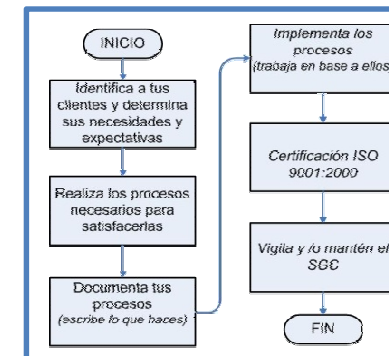 INICIO
Identifica a tus
clientes y determina
sus necesidades y
expectativas
Realiza los procesos
necesarios para
satisfacerlas
Documenta tus
procesos
(escribe lo que haces)
Implementa los
procesos
(trabaja en base a ellos)
Certificación ISO
9001:2000
Vigila y /o mantén el
SGC
FIN